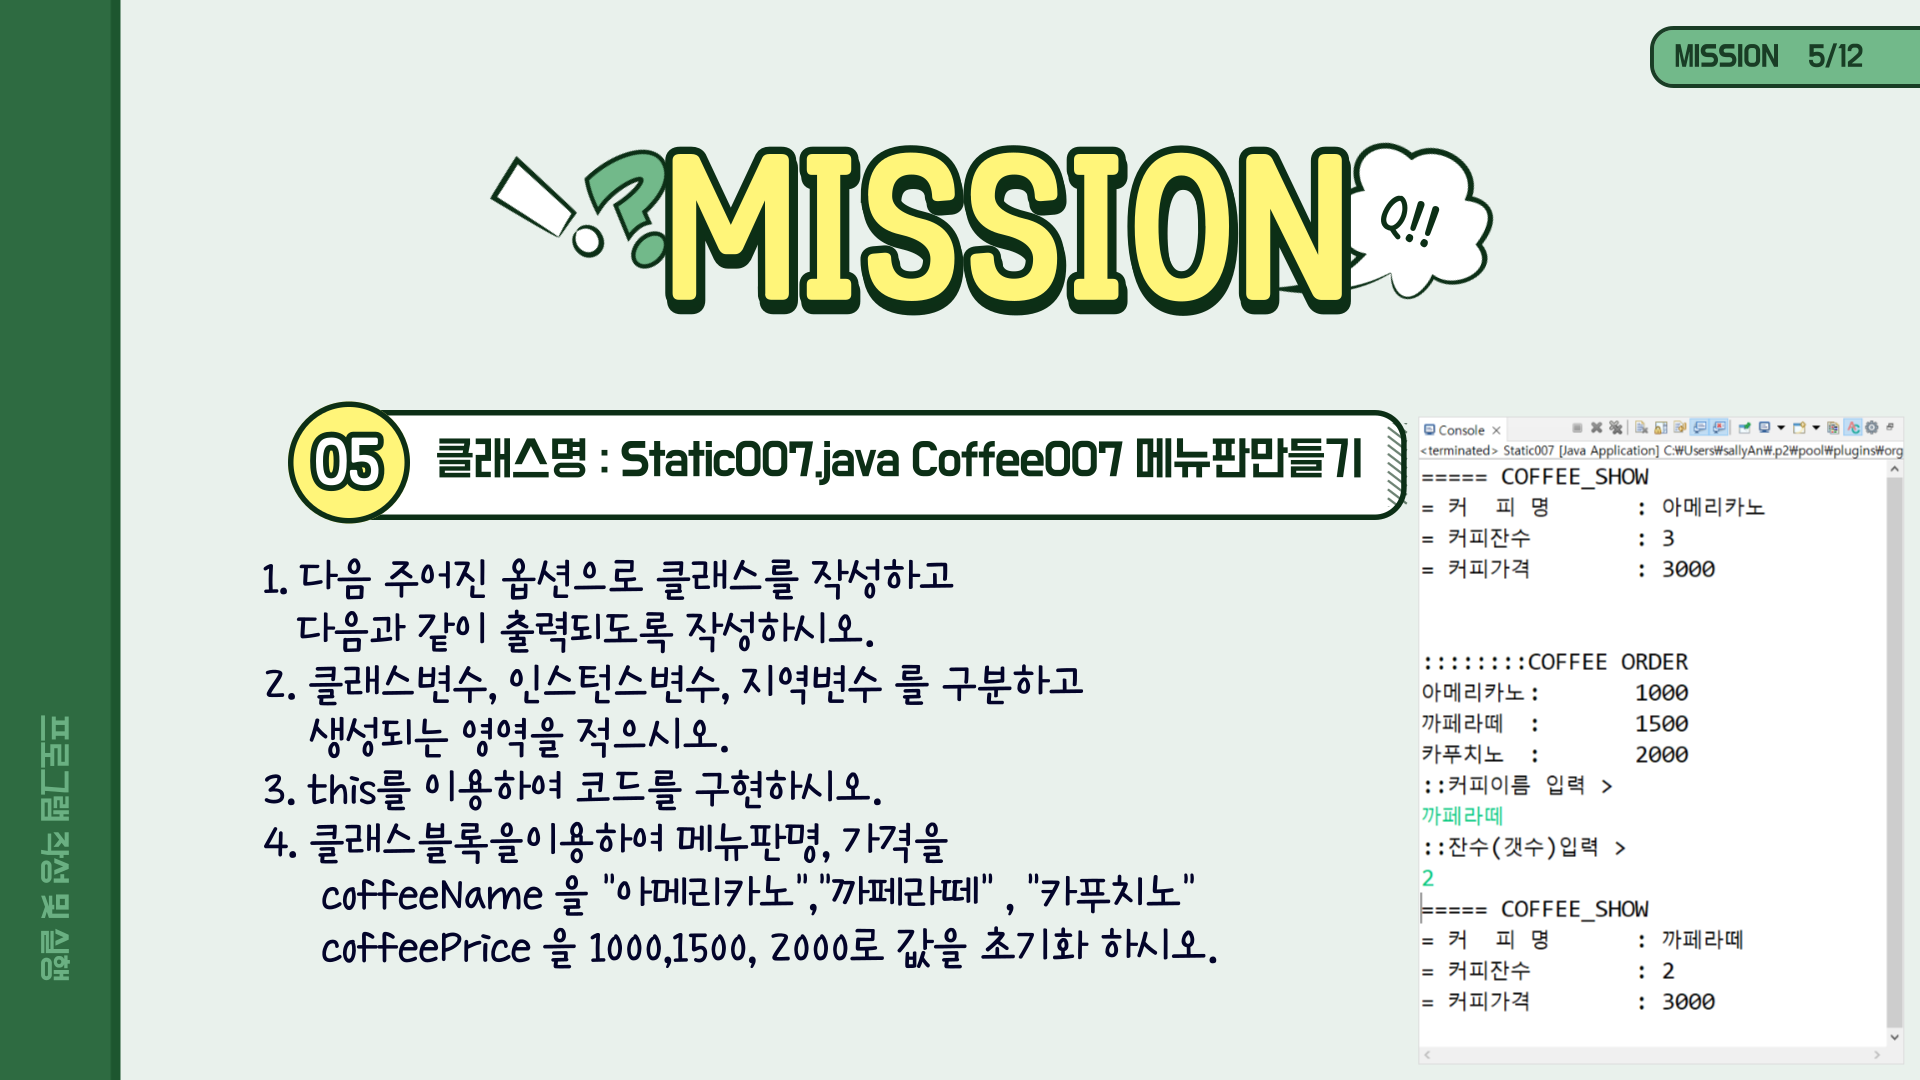 MISSION 5/12
MISSION
Q!!
05 클래스명 : Static007.java Coffee007 메뉴판만들기
1. 다음 주어진 옵션으로 클래스를 작성하고
다음과 같이 출력되도록 작성하시오.
2. 클래스변수, 인스턴스변수, 지역변수 를 구분하고
생성되는 영역을 적으시오.
3. this를 이용하여 코드를 구현하시오.
4. 클래스블록을이용하여 메뉴판명, 가격을
coffeeName 을 "아메리카노","까페라떼" , "카푸치노"
coffeePrice 을 1000,1500, 2000로 값을 초기화 하시오.
Console
<terminated> Static007 [Java Application] C:₩Users₩sallyAn₩.p2₩pool₩plugins₩org
===== COFFEE_SHOW
= 커 피 명 : 아메리카노
= 커피잔수 : 3
= 커피가격 : 3000
::::::::COFFEE ORDER
아메리카노: 1000
까페라떼 : 1500
카푸치노 : 2000
::커피이름 입력 >
까페라떼
::잔수(갯수)입력 >
2
===== COFFEE_SHOW
= 커 피 명 : 까페라떼
= 커피잔수 : 2
= 커피가격 : 3000
프로그램 작성 및 실행